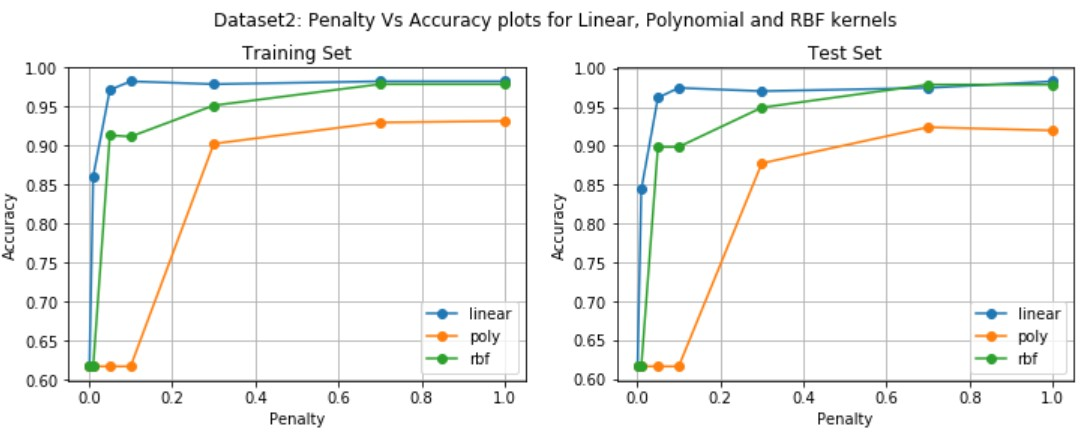 Dataset2: Penalty Vs Accuracy plots for Linear, Polynomial and RBF kernels
Training Set
1.00
0.95
0.90
0.85
0.80
0.75
0.70
0.65
0.60
Accuracy
0.0 0.2 0.4 0.6 0.8 1.0
Penalty
linear
poly
rbf
Test Set
1.00
0.95
0.90
0.85
0.80
0.75
0.70
0.65
0.60
Accuracy
0.0 0.2 0.4 0.6 0.8 1.0
Penalty
linear
poly
rbf